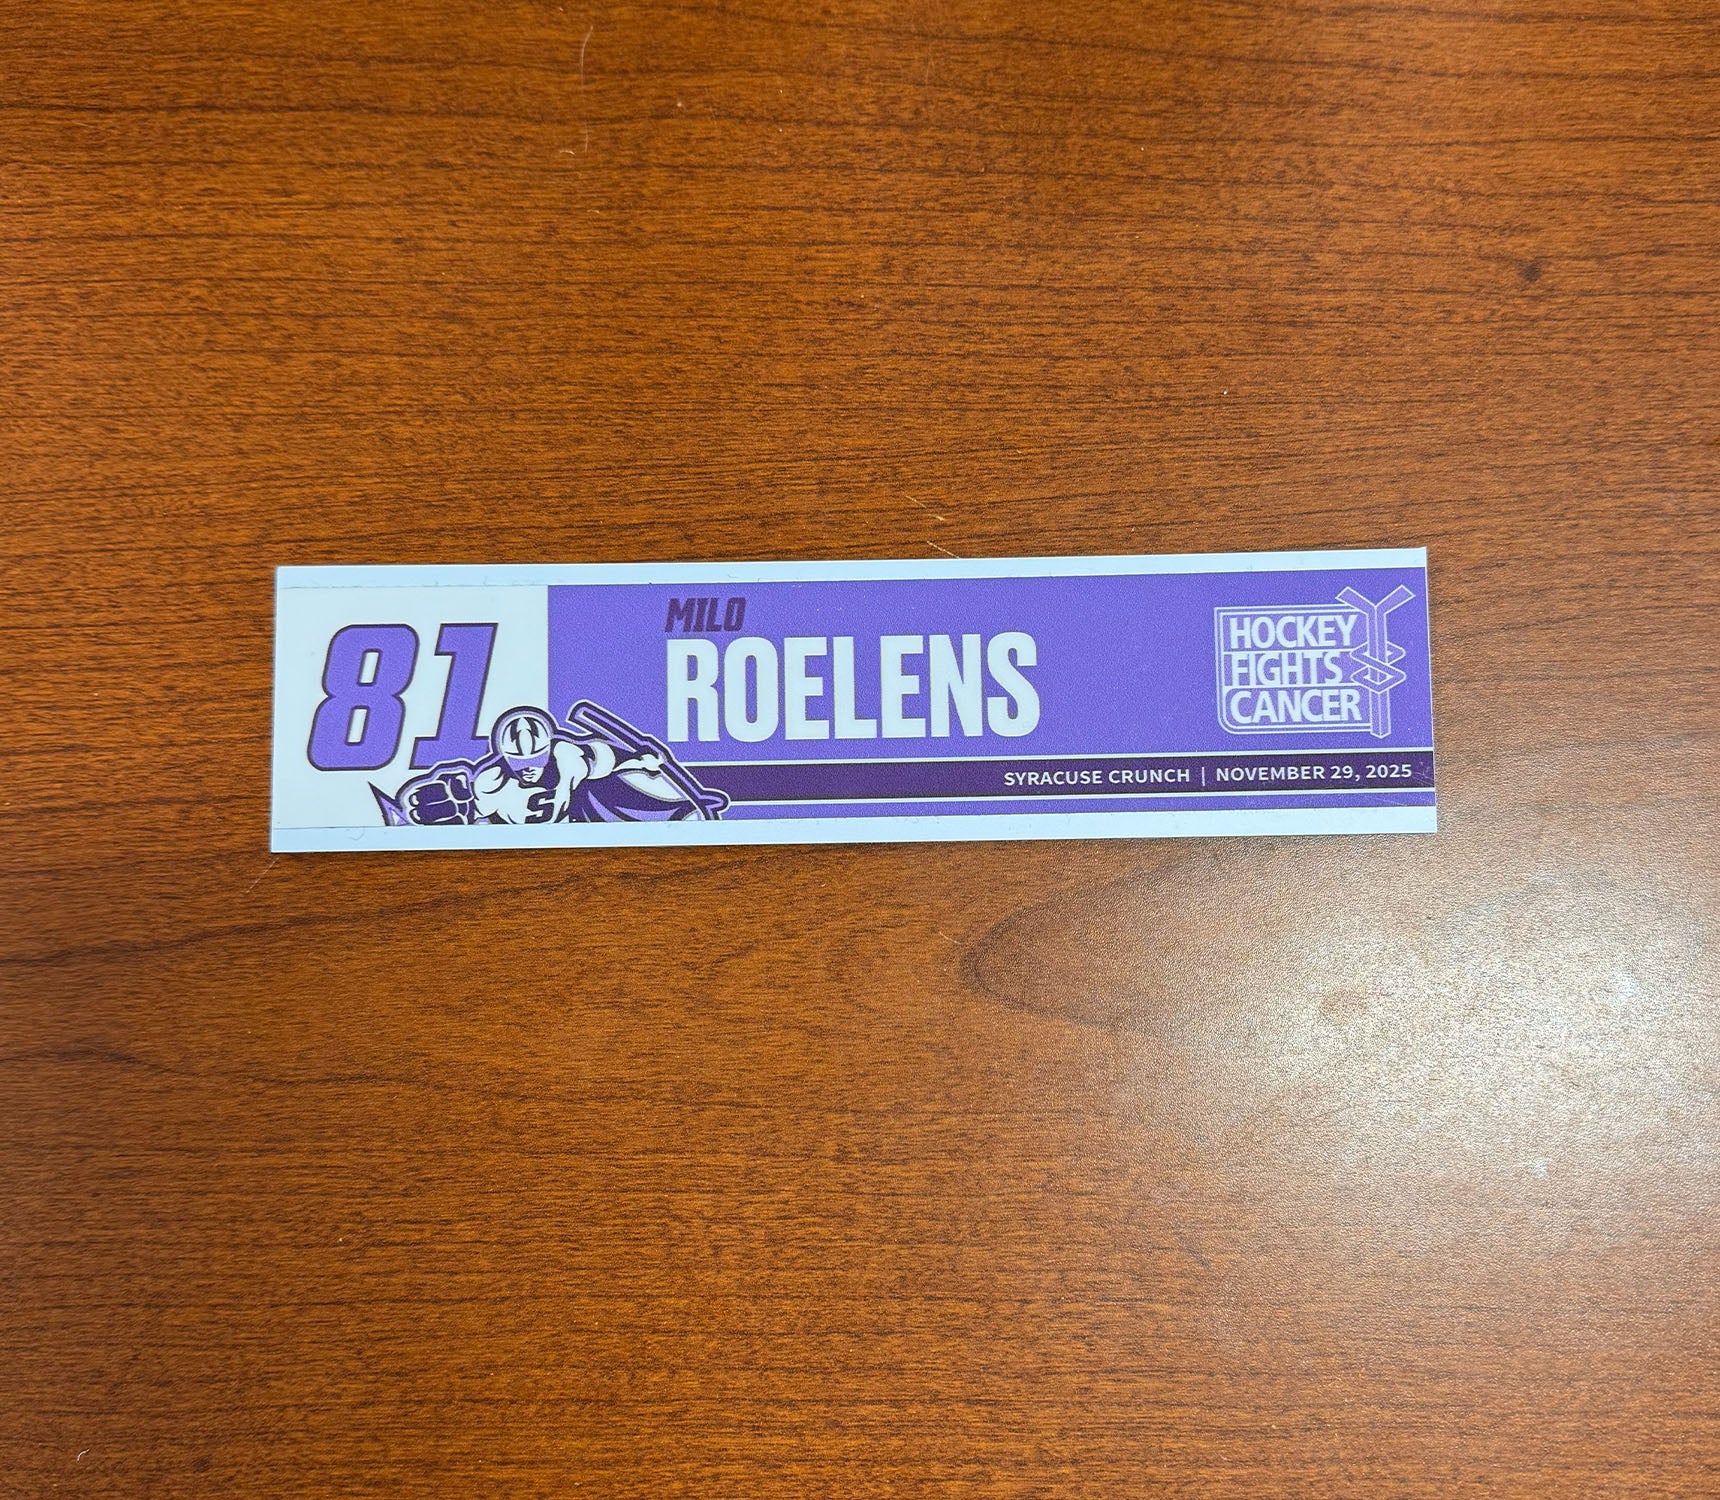 81
MILO
ROELENS
HOCKEY
FIGHTS
CANCER
S
SYRACUSE CRUNCH | NOVEMBER 29, 2025